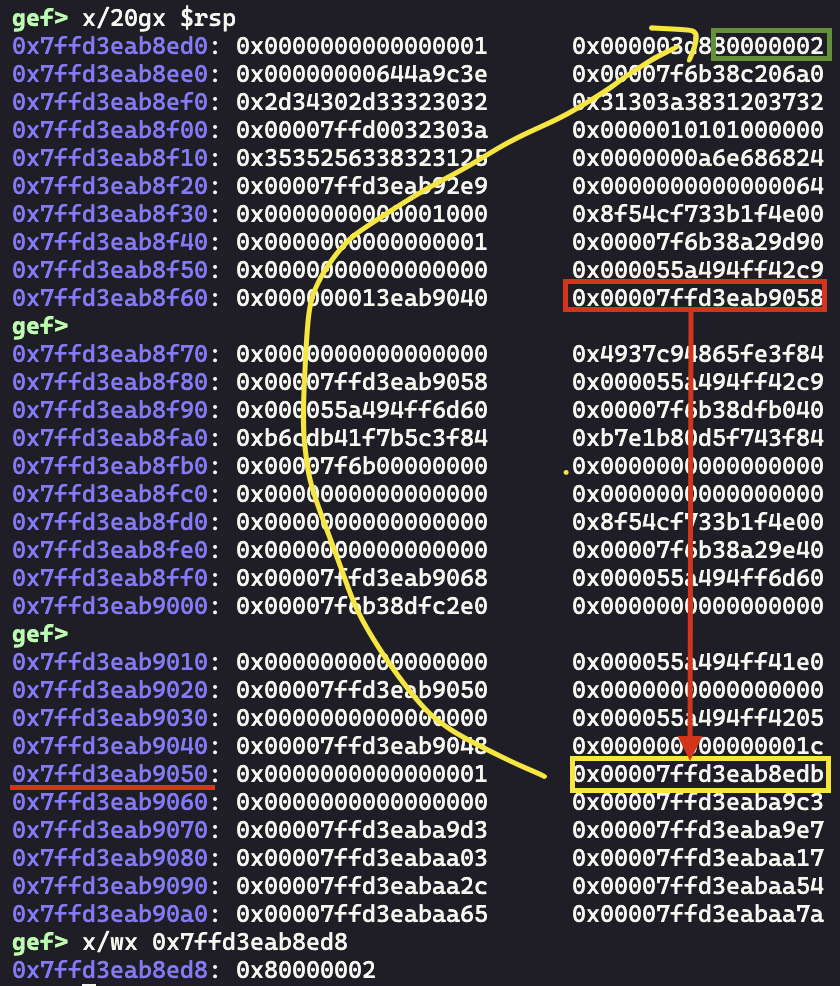 gef> x/20gx $rsp
0x7ffd3eab8ed0: 0x0000000000000001 0x000003d880000002
0x7ffd3eab8ee0: 0x00000000644a9c3e 0x00007f6b38c206a0
0x7ffd3eab8ef0: 0x2d34302d33323032 0x31303a3831203732
0x7ffd3eab8f00: 0x00007ffd0032303a 0x0000010101000000
0x7ffd3eab8f10: 0x3535256338323125 0x0000000a6e686824
0x7ffd3eab8f20: 0x00007ffd3eab92e9 0x0000000000000064
0x7ffd3eab8f30: 0x0000000000001000 0x8f54cf733b1f4e00
0x7ffd3eab8f40: 0x0000000000000001 0x00007f6b38a29d90
0x7ffd3eab8f50: 0x0000000000000000 0x000055a494ff42c9
0x7ffd3eab8f60: 0x000000013eab9040 0x00007ffd3eab9058
gef>
0x7ffd3eab8f70: 0x0000000000000000 0x4937c94865fe3f84
0x7ffd3eab8f80: 0x00007ffd3eab9058 0x000055a494ff42c9
0x7ffd3eab8f90: 0x000055a494ff6d60 0x00007f6b38dfb040
0x7ffd3eab8fa0: 0xb6cdb41f7b5c3f84 0xb7e1b80d5f743f84
0x7ffd3eab8fb0: 0x00007f6b00000000 0x0000000000000000
0x7ffd3eab8fc0: 0x0000000000000000 0x0000000000000000
0x7ffd3eab8fd0: 0x0000000000000000 0x8f54cf733b1f4e00
0x7ffd3eab8fe0: 0x0000000000000000 0x00007f6b38a29e40
0x7ffd3eab8ff0: 0x00007ffd3eab9068 0x000055a494ff6d60
0x7ffd3eab9000: 0x00007f6b38dfc2e0 0x0000000000000000
gef>
0x7ffd3eab9010: 0x0000000000000000 0x000055a494ff41e0
0x7ffd3eab9020: 0x00007ffd3eab9050 0x0000000000000000
0x7ffd3eab9030: 0x0000000000000000 0x000055a494ff4205
0x7ffd3eab9040: 0x00007ffd3eab9048 0x000000000000001c
0x7ffd3eab9050: 0x0000000000000001 0x00007ffd3eab8edb
0x7ffd3eab9060: 0x0000000000000000 0x00007ffd3eaba9c3
0x7ffd3eab9070: 0x00007ffd3eaba9d3 0x00007ffd3eaba9e7
0x7ffd3eab9080: 0x00007ffd3eabaa03 0x00007ffd3eabaa17
0x7ffd3eab9090: 0x00007ffd3eabaa2c 0x00007ffd3eabaa54
0x7ffd3eab90a0: 0x00007ffd3eabaa65 0x00007ffd3eabaa7a
gef> x/wx 0x7ffd3eab8ed8
0x7ffd3eab8ed8: 0x80000002